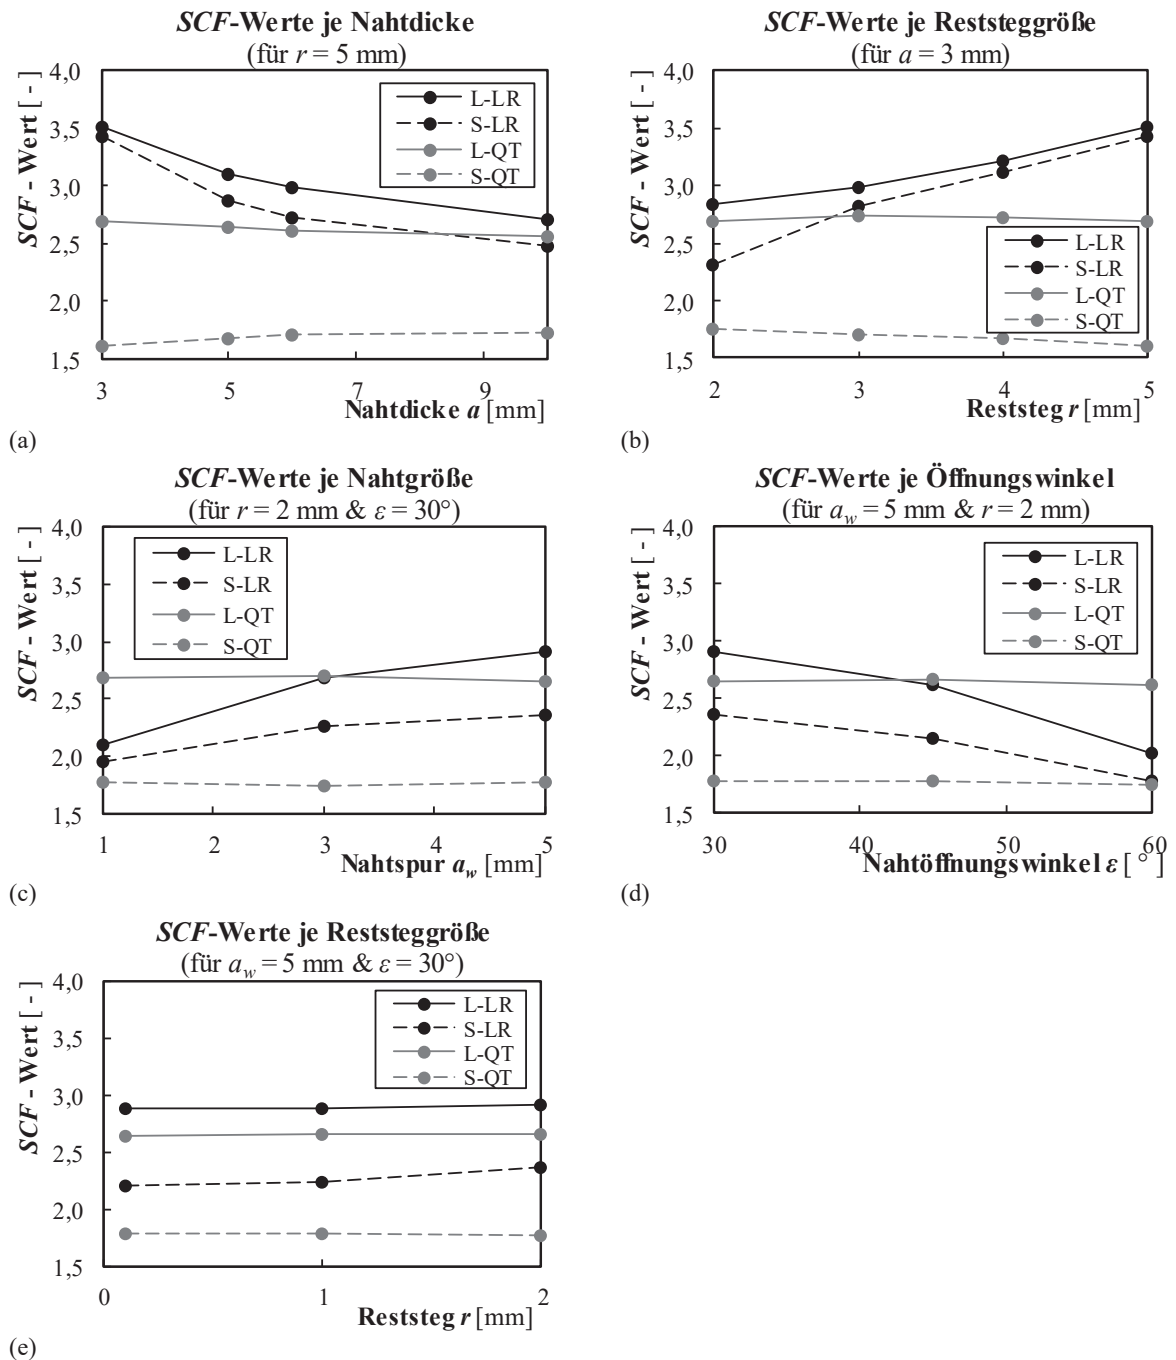 SCF-Werte je Nahtdicke
(für r = 5 mm)
SCF - Wert [ - ]
4,0
3,5
3,0
2,5
2,0
1,5
L-LR
S-LR
L-QT
S-QT
3 5 7 9
Nahtdicke a [mm]
(a)
SCF-Werte je Reststeggröße
(für a = 3 mm)
SCF - Wert [ - ]
4,0
3,5
3,0
2,5
2,0
1,5
L-LR
S-LR
L-QT
S-QT
2 3 4 5
Reststeg r [mm]
(b)
SCF-Werte je Nahtgröße
(für r = 2 mm & ε = 30°)
SCF - Wert [ - ]
4,0
3,5
3,0
2,5
2,0
1,5
L-LR
S-LR
L-QT
S-QT
1 2 3 4 5
Nahtspur a_w [mm]
(c)
SCF-Werte je Öffnungswinkel
(für a_w = 5 mm & r = 2 mm)
SCF - Wert [ - ]
4,0
3,5
3,0
2,5
2,0
1,5
L-LR
S-LR
L-QT
S-QT
30 40 50 60
Nahtöffnungswinkel ε [ ° ]
(d)
SCF-Werte je Reststeggröße
(für a_w = 5 mm & ε = 30°)
SCF - Wert [ - ]
4,0
3,5
3,0
2,5
2,0
1,5
L-LR
S-LR
L-QT
S-QT
0 1 2
Reststeg r [mm]
(e)